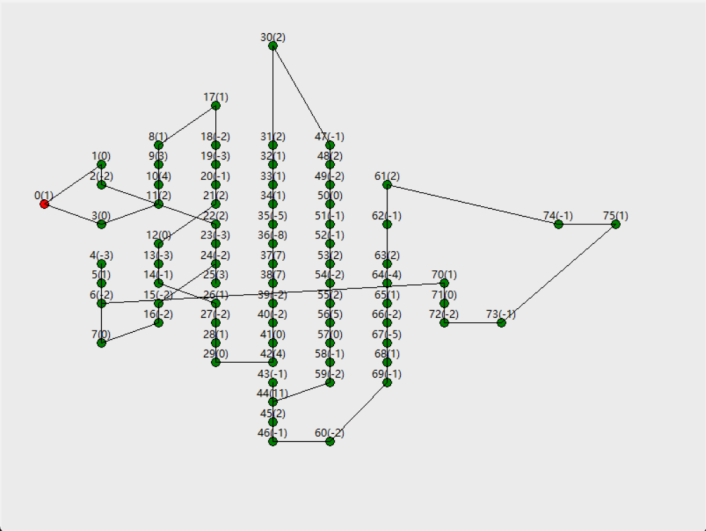 30(2)
17(1)
8(1) 18(-2) 31(2) 47(-1)
1(0) 9(3) 19(-3) 32(1) 48(2)
2(-2) 10(4) 20(-1) 33(1) 49(-2) 61(2)
0(1) 11(2) 21(2) 34(1) 50(0)
3(0) 22(2) 35(-5) 51(-1) 62(-1) 74(-1) 75(1)
12(0) 23(-3) 36(-8) 52(-1)
4(-3) 13(-3) 24(-2) 37(7) 53(2) 63(2)
5(1) 14(-1) 25(3) 38(7) 54(-2) 64(-4) 70(1)
6(-2) 15(-2) 26(1) 39(-2) 55(2) 65(1) 71(0)
16(-2) 27(-2) 40(-2) 56(5) 66(-2) 72(-2) 73(-1)
7(0) 28(1) 41(0) 57(0) 67(-5)
29(0) 42(4) 58(-1) 68(1)
43(-1) 59(-2) 69(-1)
44(11)
45(2)
46(-1) 60(-2)